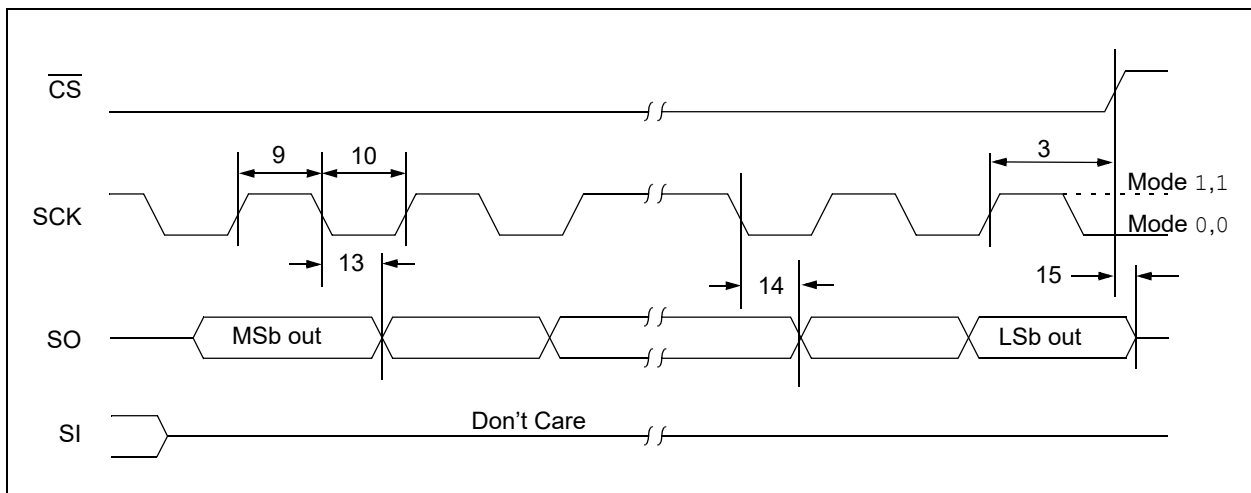 CS
9
10
3
SCK
Mode 1,1
Mode 0,0
13
14
15
SO
MSb out
LSb out
SI
Don't Care